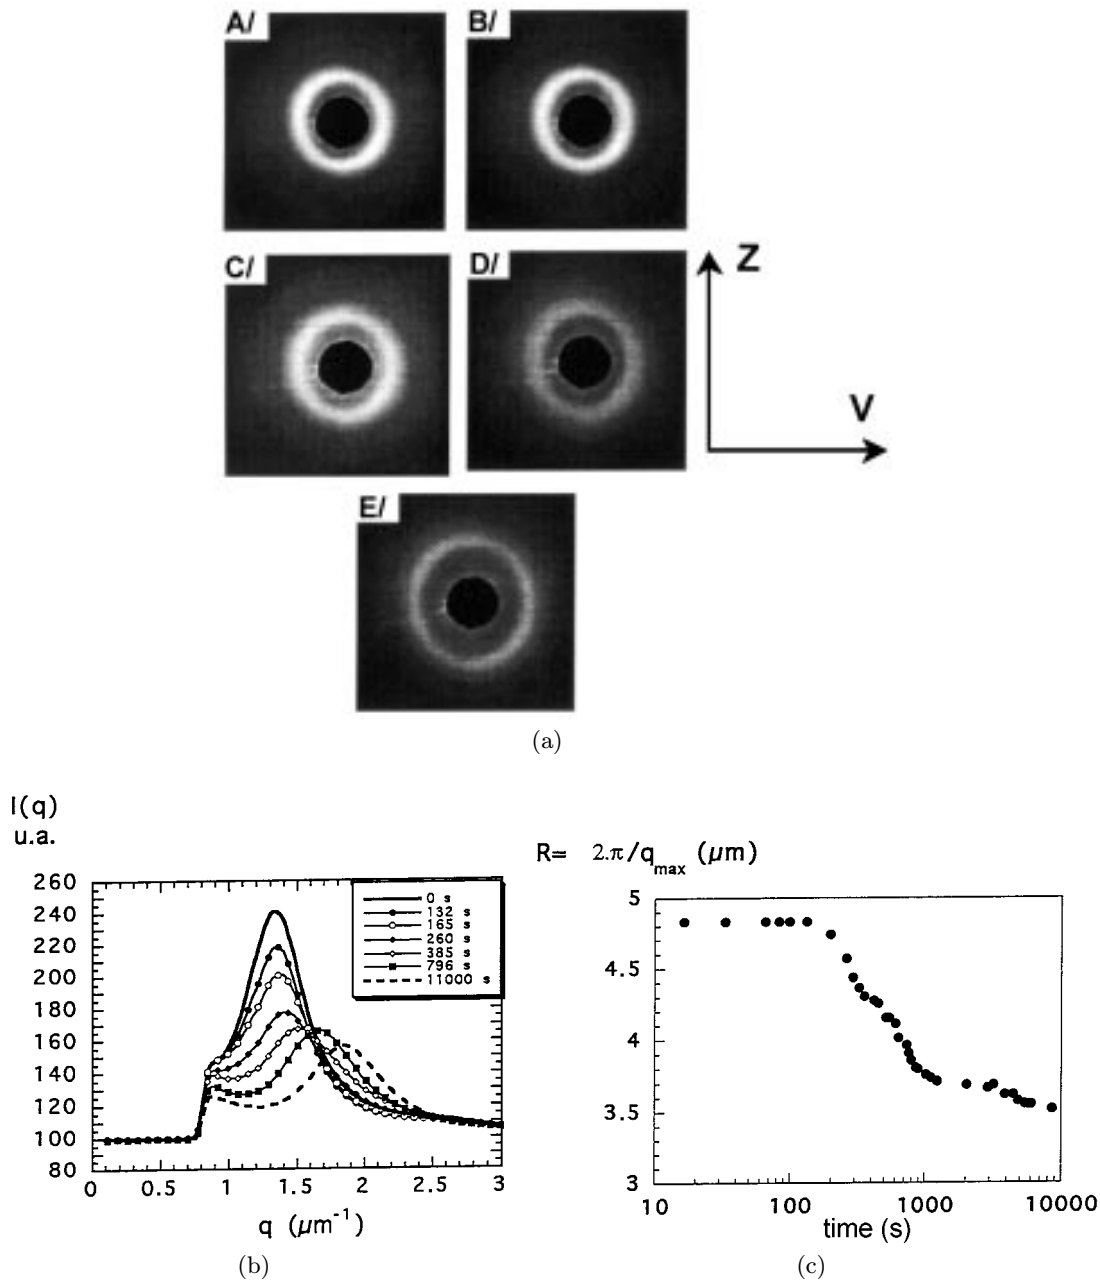 A/ B/
C/ D/
Z
V
E/
(a)
I(q)
u.a.
260
240
220
200
180
160
140
120
100
80
0 s
132 s
165 s
260 s
385 s
796 s
11000 s
0 0.5 1 1.5 2 2.5 3
q (μm⁻¹)
(b)
R= 2.π/q_max (μm)
5
4.5
4
3.5
3
10 100 1000 10000
time (s)
(c)